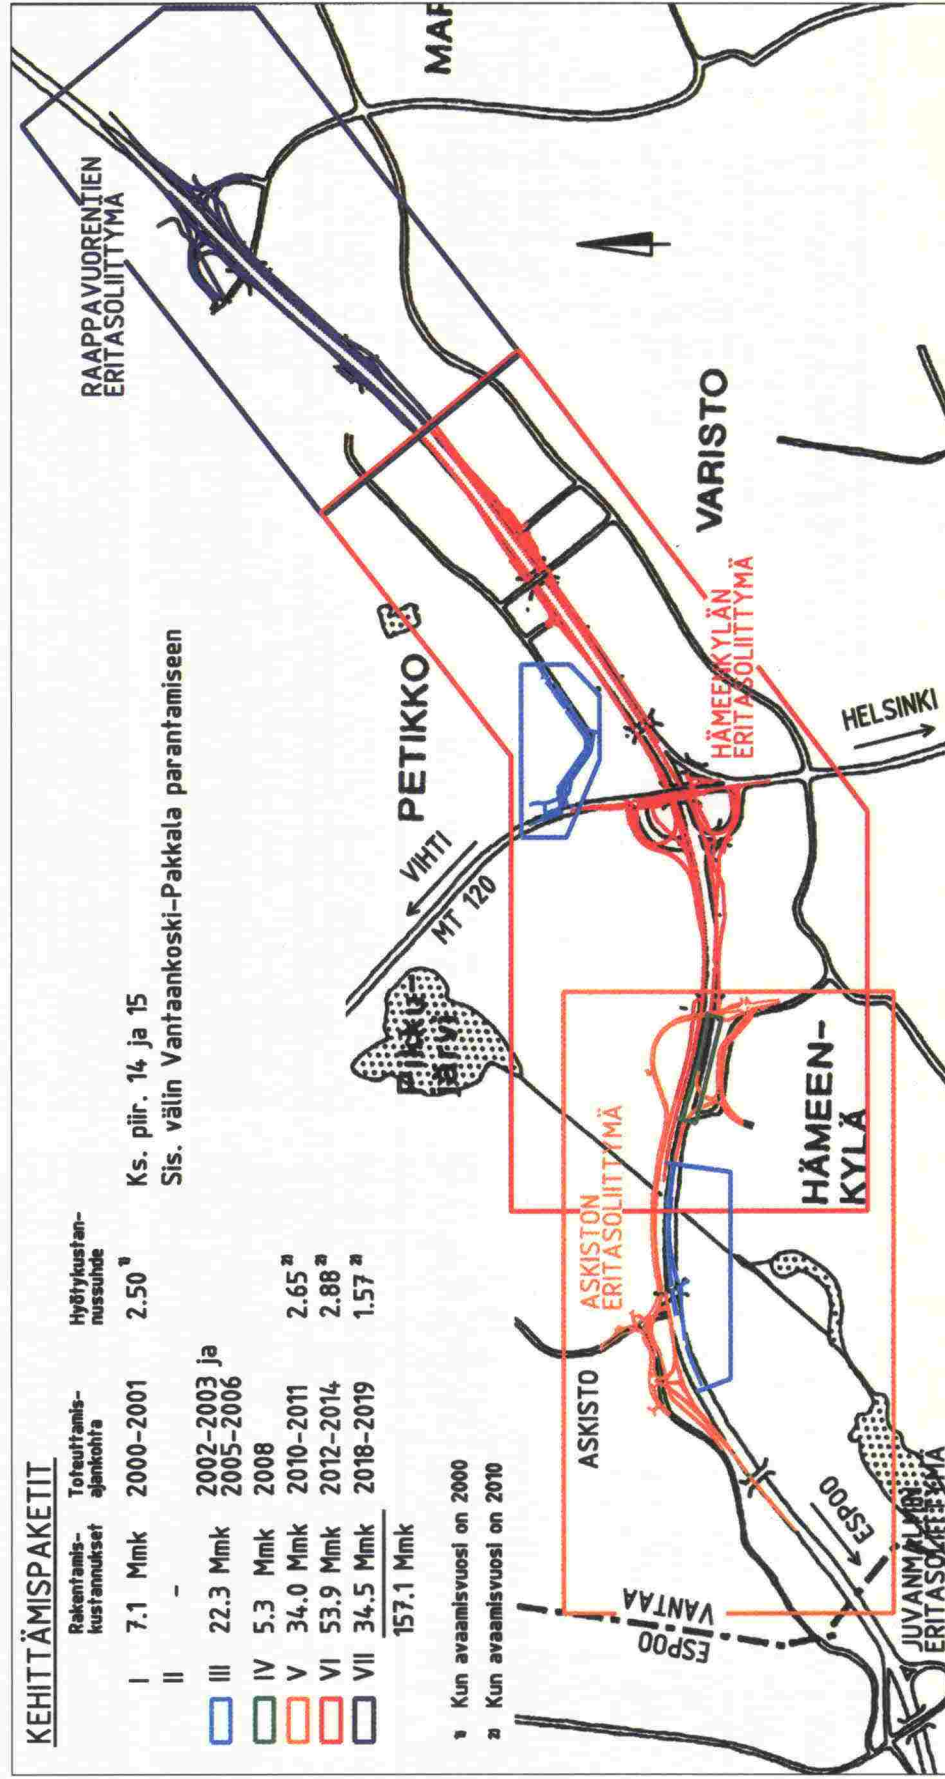 KEHITTÄMISPAKETIT
Rakentamis-
kustannukset
Toteuttamis-
ajankohta
Hyötykustan-
nussuhde
I 7.1 Mmk 2000-2001 2.50 1) Ks. piir. 14 ja 15
II - Sis. välin Vantaankoski-Pakkala parantamiseen
III 22.3 Mmk 2002-2003 ja
2005-2006
IV 5.3 Mmk 2008
V 34.0 Mmk 2010-2011 2.65 2)
VI 53.9 Mmk 2012-2014 2.88 2)
VII 34.5 Mmk 2018-2019 1.57 2)
157.1 Mmk
1) Kun avaamisvuosi on 2000
2) Kun avaamisvuosi on 2010
RAAPPAVUORENTIEN
ERITASOLIITTYMÄ
MAR
PETIKKO
VARISTO
VIHTI
MT 120
Pikku-
järvi
HÄMEENKYLÄN
ERITASOLIITTYMÄ
HELSINKI
ASKISTON
ERITASOLIITTYMÄ
ASKISTO
HÄMEEN-
KYLÄ
ESPOO
VANTAA
ESPOO
JUVANMALMIN
ERITASOLIITTYMÄ